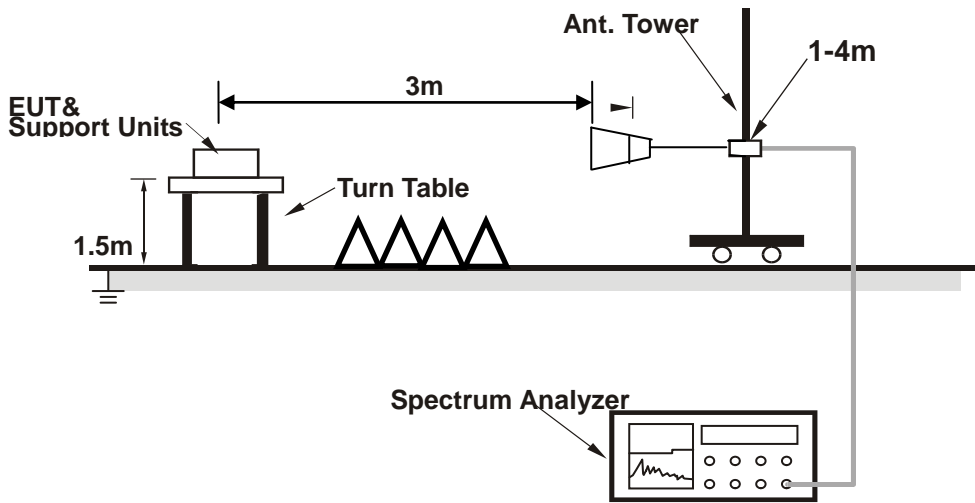 Ant. Tower
1-4m
3m
EUT&
Support Units
Turn Table
1.5m
Spectrum Analyzer